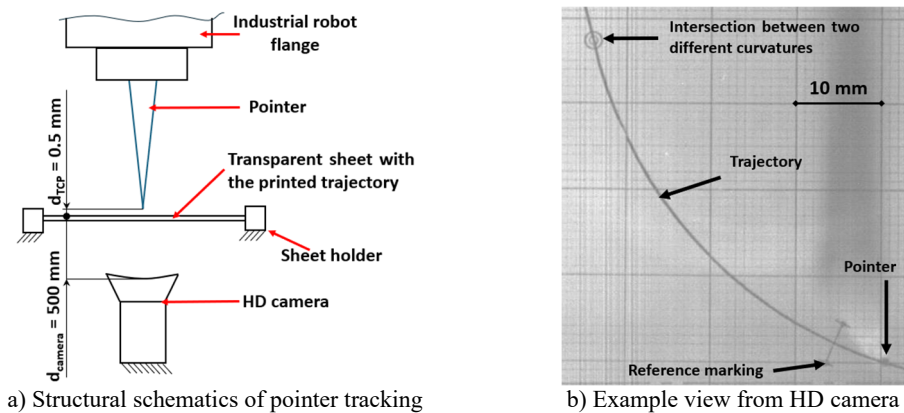 Industrial robot
flange
Pointer
d_TCP = 0.5 mm
Transparent sheet with
the printed trajectory
Sheet holder
HD camera
d_camera = 500 mm
a) Structural schematics of pointer tracking
Intersection between two
different curvatures
10 mm
Trajectory
Pointer
Reference marking
b) Example view from HD camera